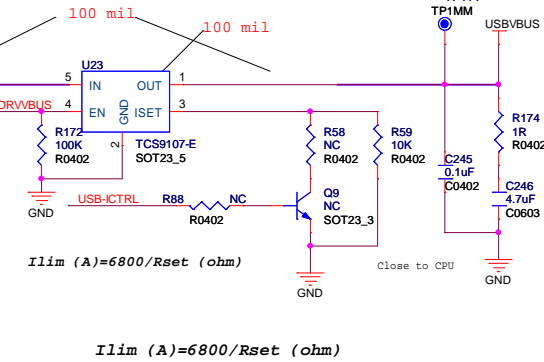 100 mil
TP1MM
100 mil
USBVBUS
U23
5
IN
OUT
1
DRVVBUS
4
EN
GND
ISET
3
2
R172
100K
R0402
TCS9107-E
SOT23_5
R58
NC
R0402
R59
10K
R0402
R174
1R
R0402
C245
0.1uF
C0402
C246
4.7uF
C0603
GND
USB-ICTRL
R88
NC
R0402
Q9
NC
SOT23_3
Ilim (A)=6800/Rset (ohm)
GND
Close to CPU
GND
Ilim (A)=6800/Rset (ohm)